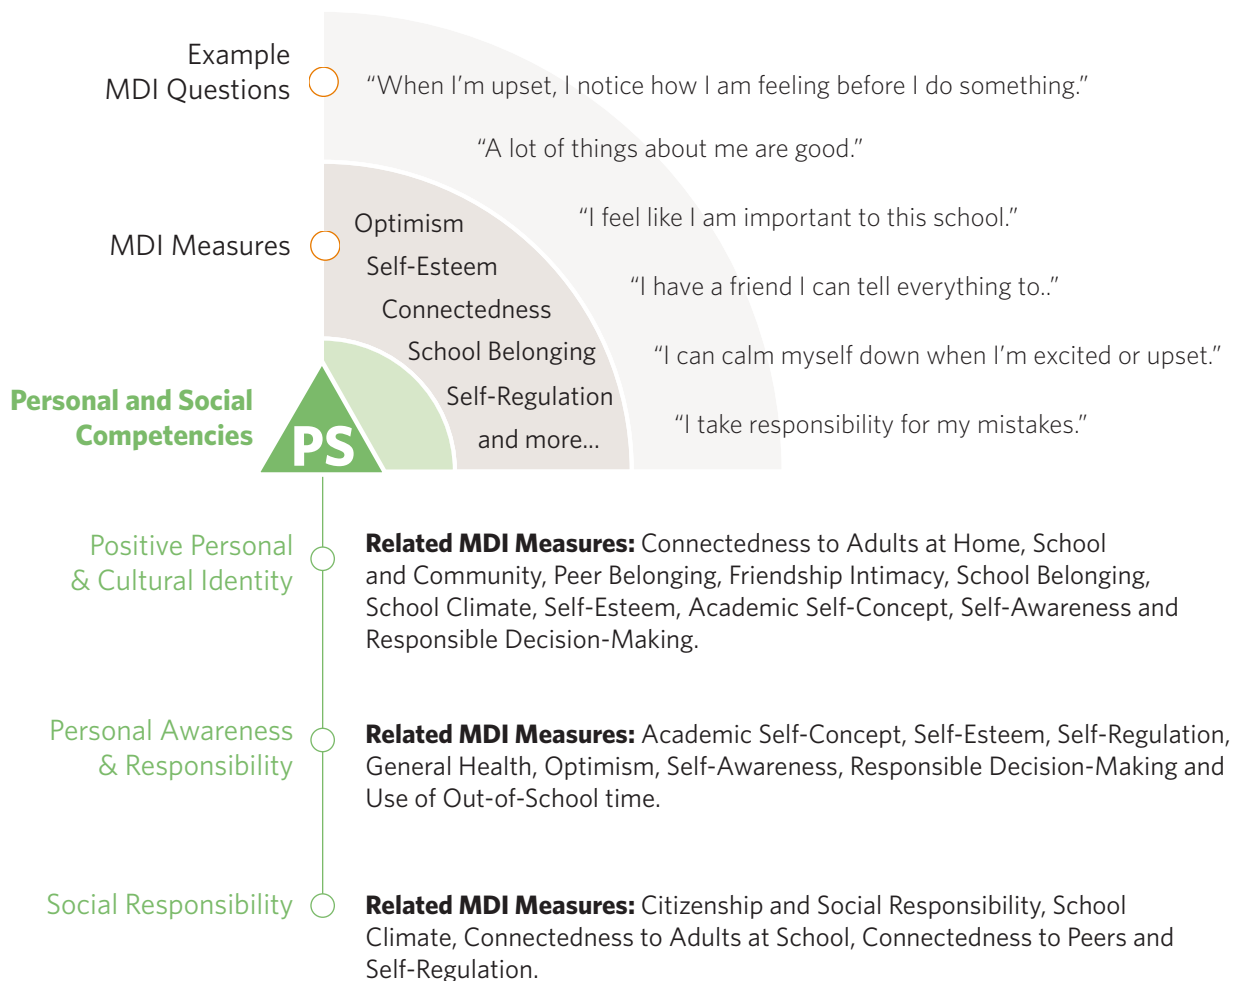 Example
MDI Questions
“When I’m upset, I notice how I am feeling before I do something.”
“A lot of things about me are good.”
“I feel like I am important to this school.”
“I have a friend I can tell everything to..”
“I can calm myself down when I’m excited or upset.”
“I take responsibility for my mistakes.”
MDI Measures
Optimism
Self-Esteem
Connectedness
School Belonging
Self-Regulation
and more...
Personal and Social
Competencies
PS
Positive Personal
& Cultural Identity
Related MDI Measures: Connectedness to Adults at Home, School
and Community, Peer Belonging, Friendship Intimacy, School Belonging,
School Climate, Self-Esteem, Academic Self-Concept, Self-Awareness and
Responsible Decision-Making.
Personal Awareness
& Responsibility
Related MDI Measures: Academic Self-Concept, Self-Esteem, Self-Regulation,
General Health, Optimism, Self-Awareness, Responsible Decision-Making and
Use of Out-of-School time.
Social Responsibility
Related MDI Measures: Citizenship and Social Responsibility, School
Climate, Connectedness to Adults at School, Connectedness to Peers and
Self-Regulation.